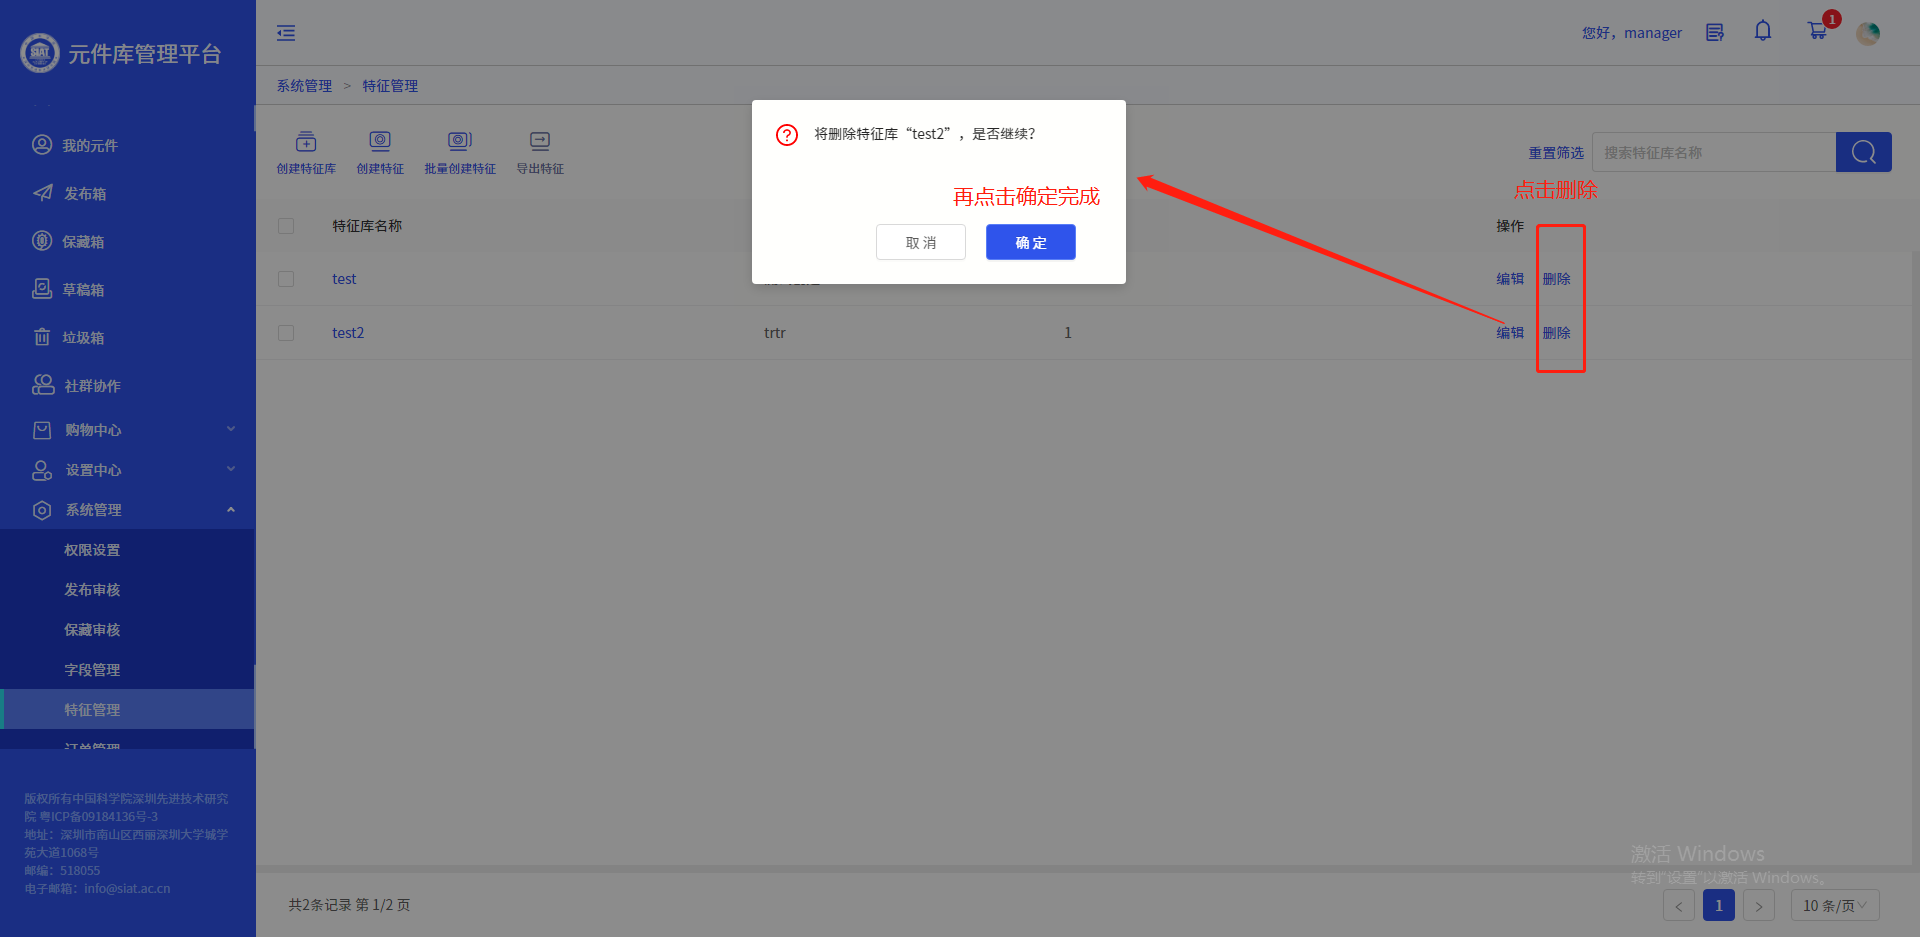 元件库管理平台
我的元件
发布箱
保藏箱
草稿箱
垃圾箱
社群协作
购物中心
设置中心
系统管理
权限设置
发布审核
保藏审核
字段管理
特征管理
订单管理
版权所有中国科学院深圳先进技术研究
院 粤ICP备09184136号-3
地址：深圳市南山区西丽深圳大学城学
苑大道1068号
邮编：518055
电子邮箱：info@siat.ac.cn
您好，manager
1
系统管理 > 特征管理
创建特征库 创建特征 批量创建特征 导出特征
重置筛选 搜索特征库名称
点击删除
将删除特征库“test2”，是否继续？
再点击确定完成
取 消 确 定
特征库名称 操作
test 编辑 删除
test2 trtr 1 编辑 删除
激活 Windows
转到“设置”以激活 Windows。
共2条记录 第 1/2 页
< 1 > 10 条/页